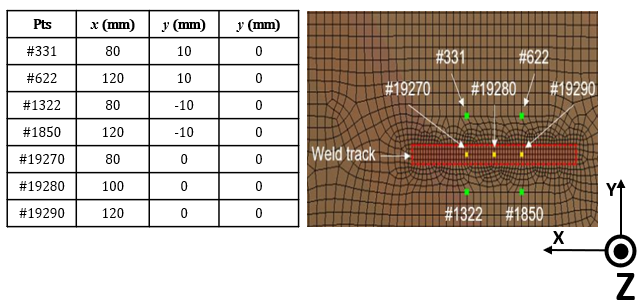 Pts x (mm) y (mm) y (mm)
#331 80 10 0
#622 120 10 0
#1322 80 -10 0
#1850 120 -10 0
#19270 80 0 0
#19280 100 0 0
#19290 120 0 0
#331 #622
#19270 #19280 #19290
Weld track
#1322 #1850
Y
X
Z